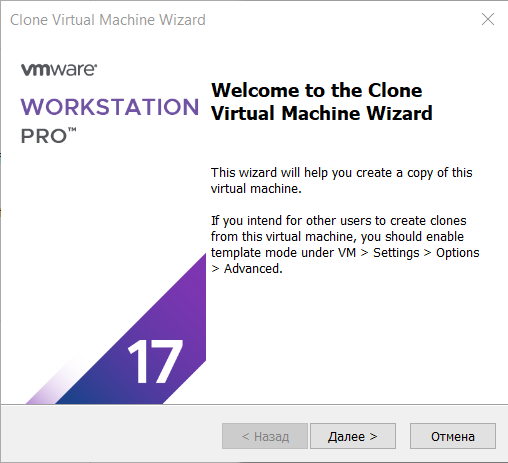 Clone Virtual Machine Wizard
vmware®
WORKSTATION
PRO™
17
Welcome to the Clone
Virtual Machine Wizard
This wizard will help you create a copy of this
virtual machine.
If you intend for other users to create clones
from this virtual machine, you should enable
template mode under VM > Settings > Options
> Advanced.
< Назад
Далее >
Отмена